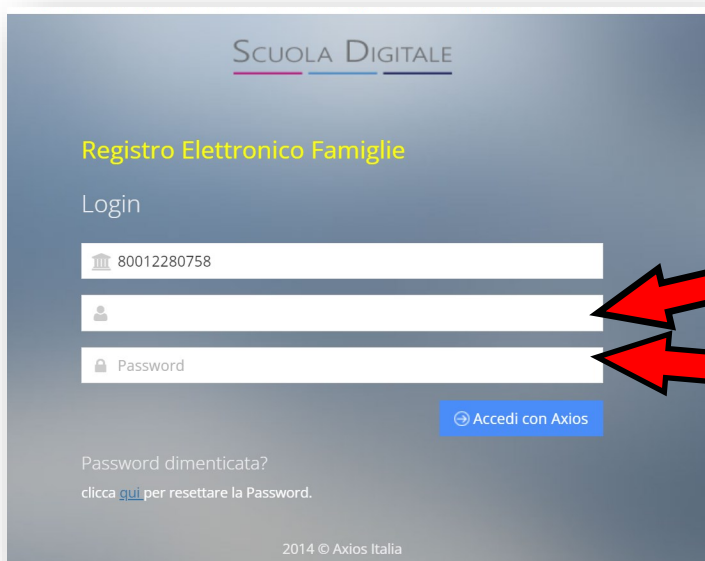 SCUOLA DIGITALE
Registro Elettronico Famiglie
Login
80012280758
Password
Accedi con Axios
Password dimenticata?
clicca qui per resettare la Password.
2014 © Axios Italia